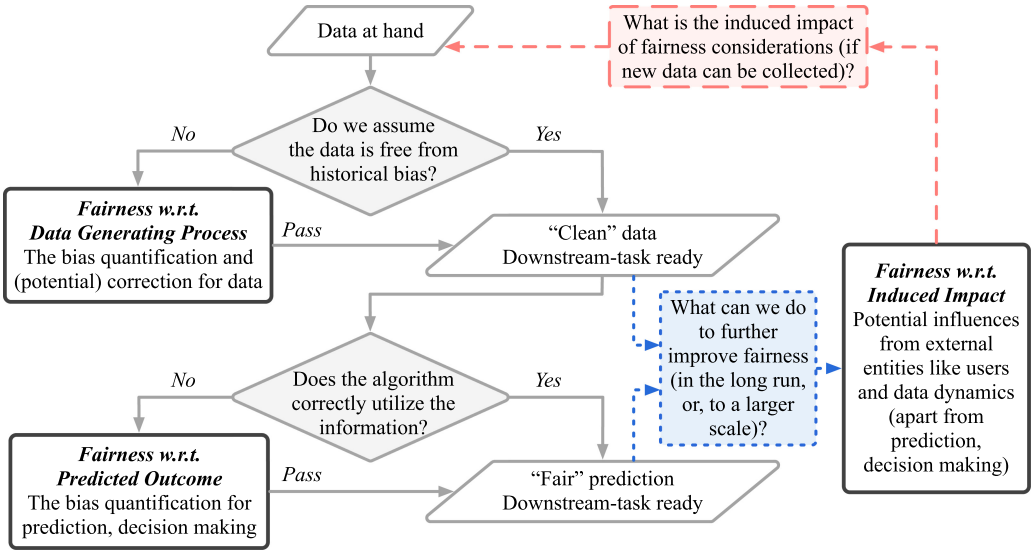 Data at hand
What is the induced impact
of fairness considerations (if
new data can be collected)?
Do we assume
the data is free from
historical bias?
No
Yes
Fairness w.r.t.
Data Generating Process
The bias quantification and
(potential) correction for data
Pass
“Clean” data
Downstream-task ready
What can we do
to further
improve fairness
(in the long run,
or, to a larger
scale)?
Fairness w.r.t.
Induced Impact
Potential influences
from external
entities like users
and data dynamics
(apart from
prediction,
decision making)
Does the algorithm
correctly utilize the
information?
No
Yes
Fairness w.r.t.
Predicted Outcome
The bias quantification for
prediction, decision making
Pass
“Fair” prediction
Downstream-task ready